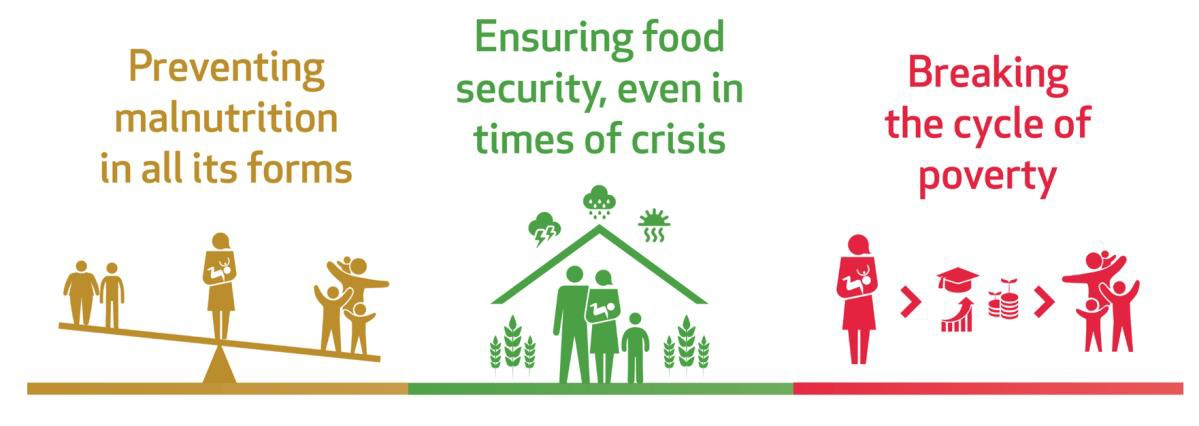 Preventing
malnutrition
in all its forms
Ensuring food
security, even in
times of crisis
Breaking
the cycle of
poverty